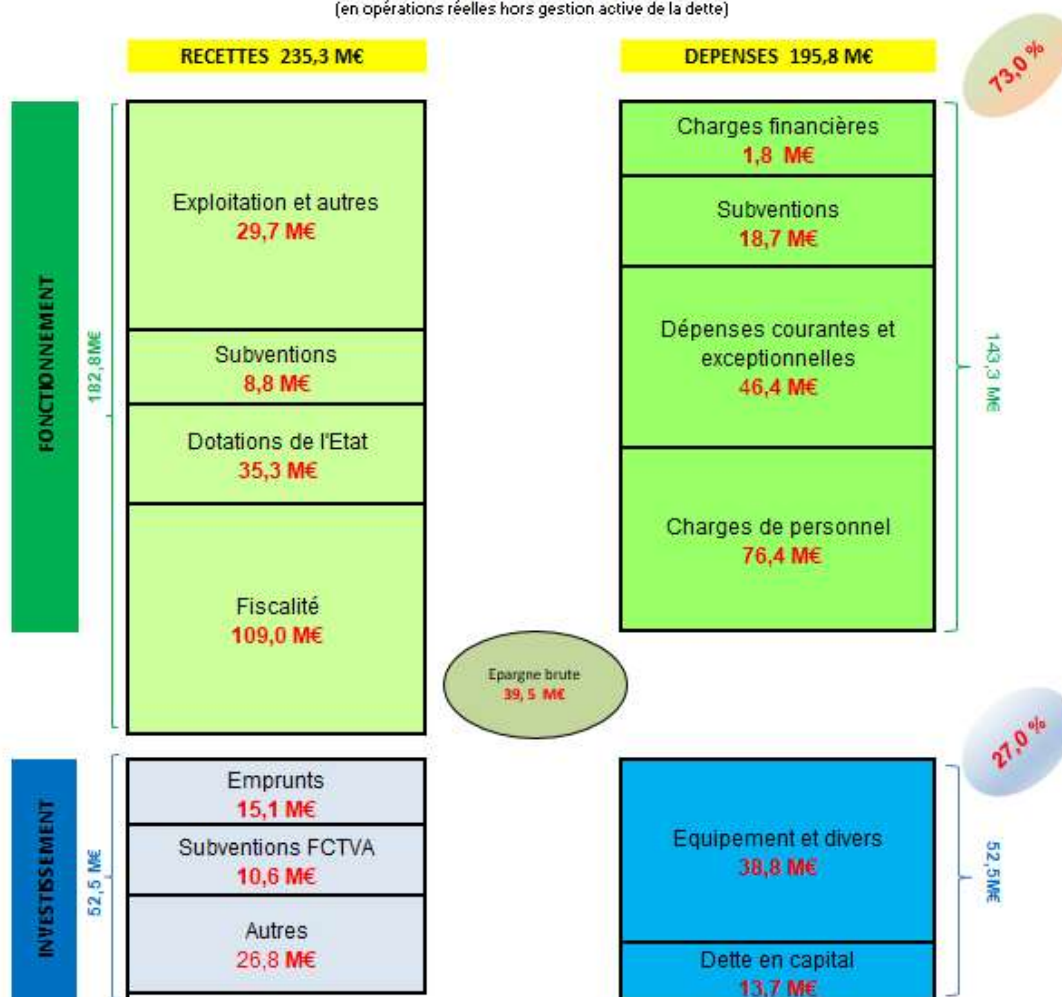 (en opérations réelles hors gestion active de la dette)
RECETTES 235,3 M€
DEPENSES 195,8 M€
73,0 %
FONCTIONNEMENT
182,8M€
Exploitation et autres
29,7 M€
Subventions
8,8 M€
Dotations de l'Etat
35,3 M€
Fiscalité
109,0 M€
Charges financières
1,8 M€
Subventions
18,7 M€
Dépenses courantes et
exceptionnelles
46,4 M€
Charges de personnel
76,4 M€
143,3 M€
Epargne brute
39, 5 M€
27,0 %
INVESTISSEMENT
52,5 M€
Emprunts
15,1 M€
Subventions FCTVA
10,6 M€
Autres
26,8 M€
Equipement et divers
38,8 M€
Dette en capital
13,7 M€
52,5M€